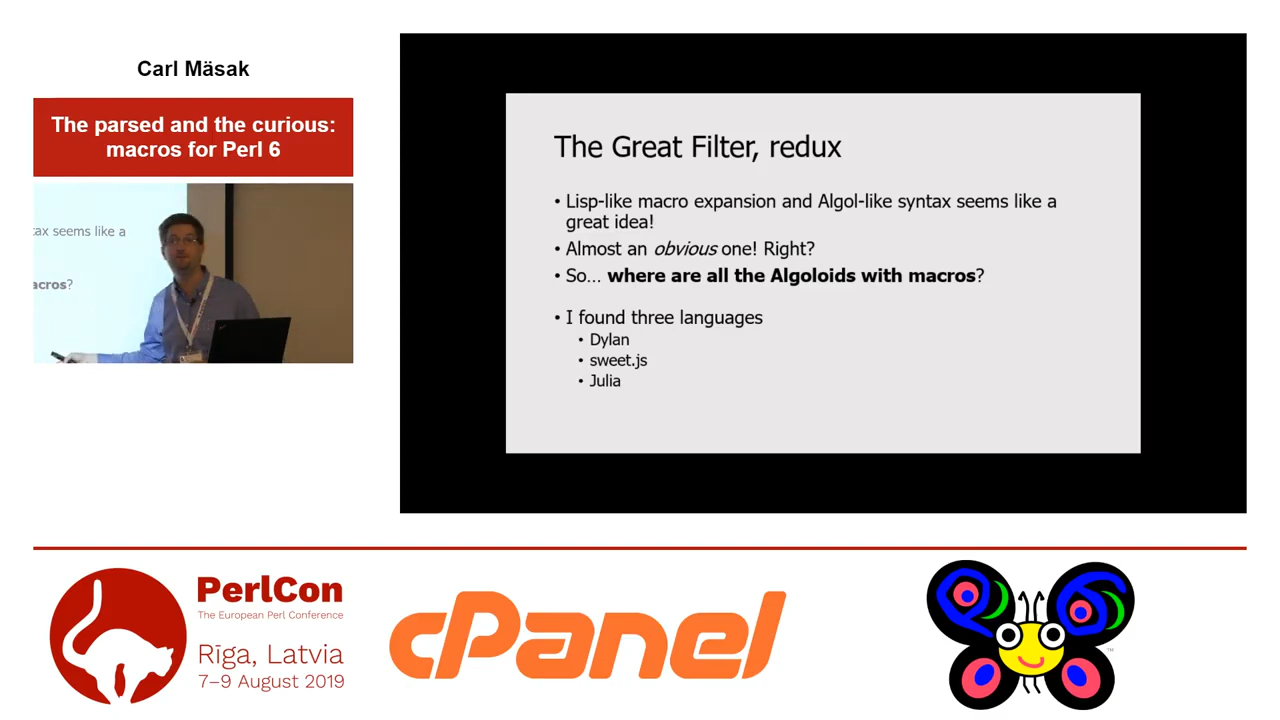 Carl Mäsak
The parsed and the curious:
macros for Perl 6
tax seems like a
acros?
The Great Filter, redux
• Lisp-like macro expansion and Algol-like syntax seems like a
great idea!
• Almost an obvious one! Right?
• So… where are all the Algoloids with macros?
• I found three languages
• Dylan
• sweet.js
• Julia
PerlCon
The European Perl Conference
Rīga, Latvia
7–9 August 2019
cPanel
P6
TM